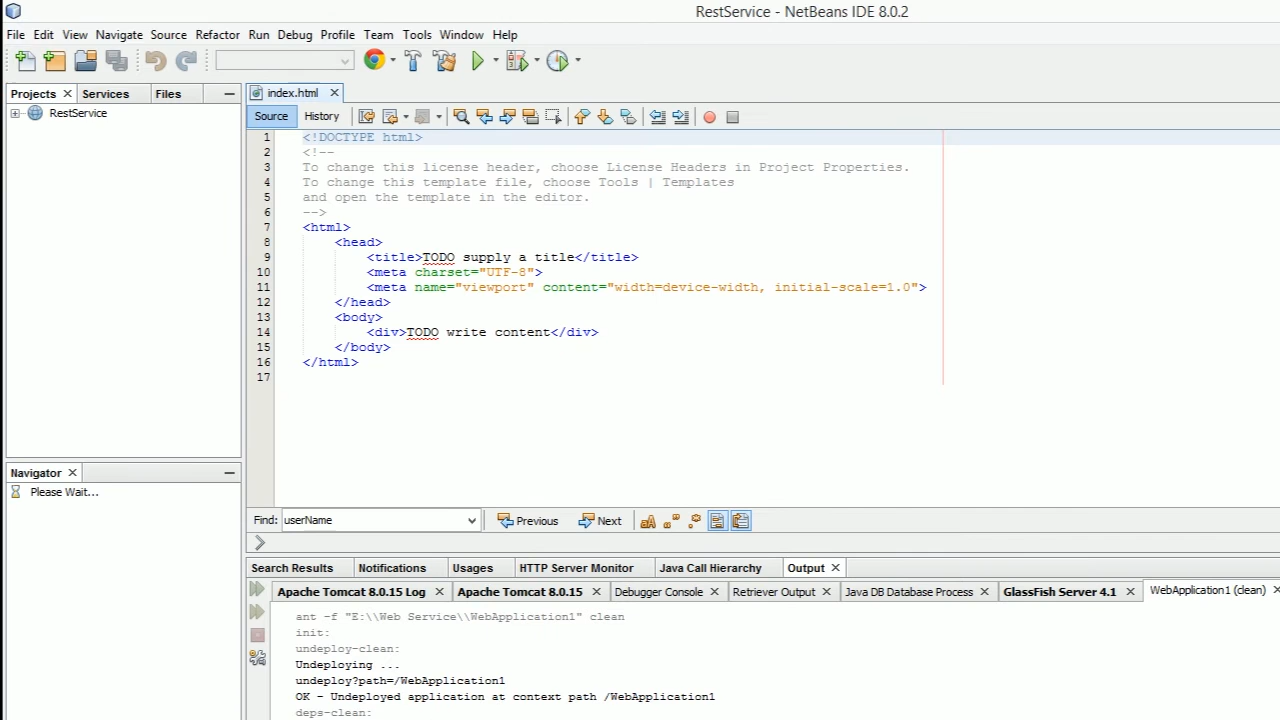 RestService - NetBeans IDE 8.0.2
File Edit View Navigate Source Refactor Run Debug Profile Team Tools Window Help
Projects Services Files
index.html
RestService
Source History
1 <!DOCTYPE html>
2 <!--
3 To change this license header, choose License Headers in Project Properties.
4 To change this template file, choose Tools | Templates
5 and open the template in the editor.
6 -->
7 <html>
8 <head>
9 <title>TODO supply a title</title>
10 <meta charset="UTF-8">
11 <meta name="viewport" content="width=device-width, initial-scale=1.0">
12 </head>
13 <body>
14 <div>TODO write content</div>
15 </body>
16 </html>
17
Navigator
Please Wait...
Find: userName Previous Next
Search Results Notifications Usages HTTP Server Monitor Java Call Hierarchy Output
Apache Tomcat 8.0.15 Log Apache Tomcat 8.0.15 Debugger Console Retriever Output Java DB Database Process GlassFish Server 4.1 WebApplication1 (clean)
ant -f "E:\\Web Service\\WebApplication1" clean
init:
undeploy-clean:
Undeploying ...
undeploy?path=/WebApplication1
OK - Undeployed application at context path /WebApplication1
deps-clean: